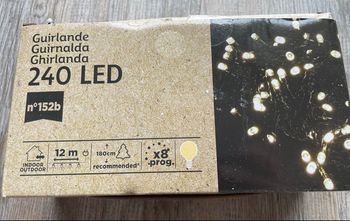 Guirlande
Guirnalda
Ghirlanda
240 LED
n°152b
INDOOR
OUTDOOR
12 m
180cm
recommended*
x8*
prog.